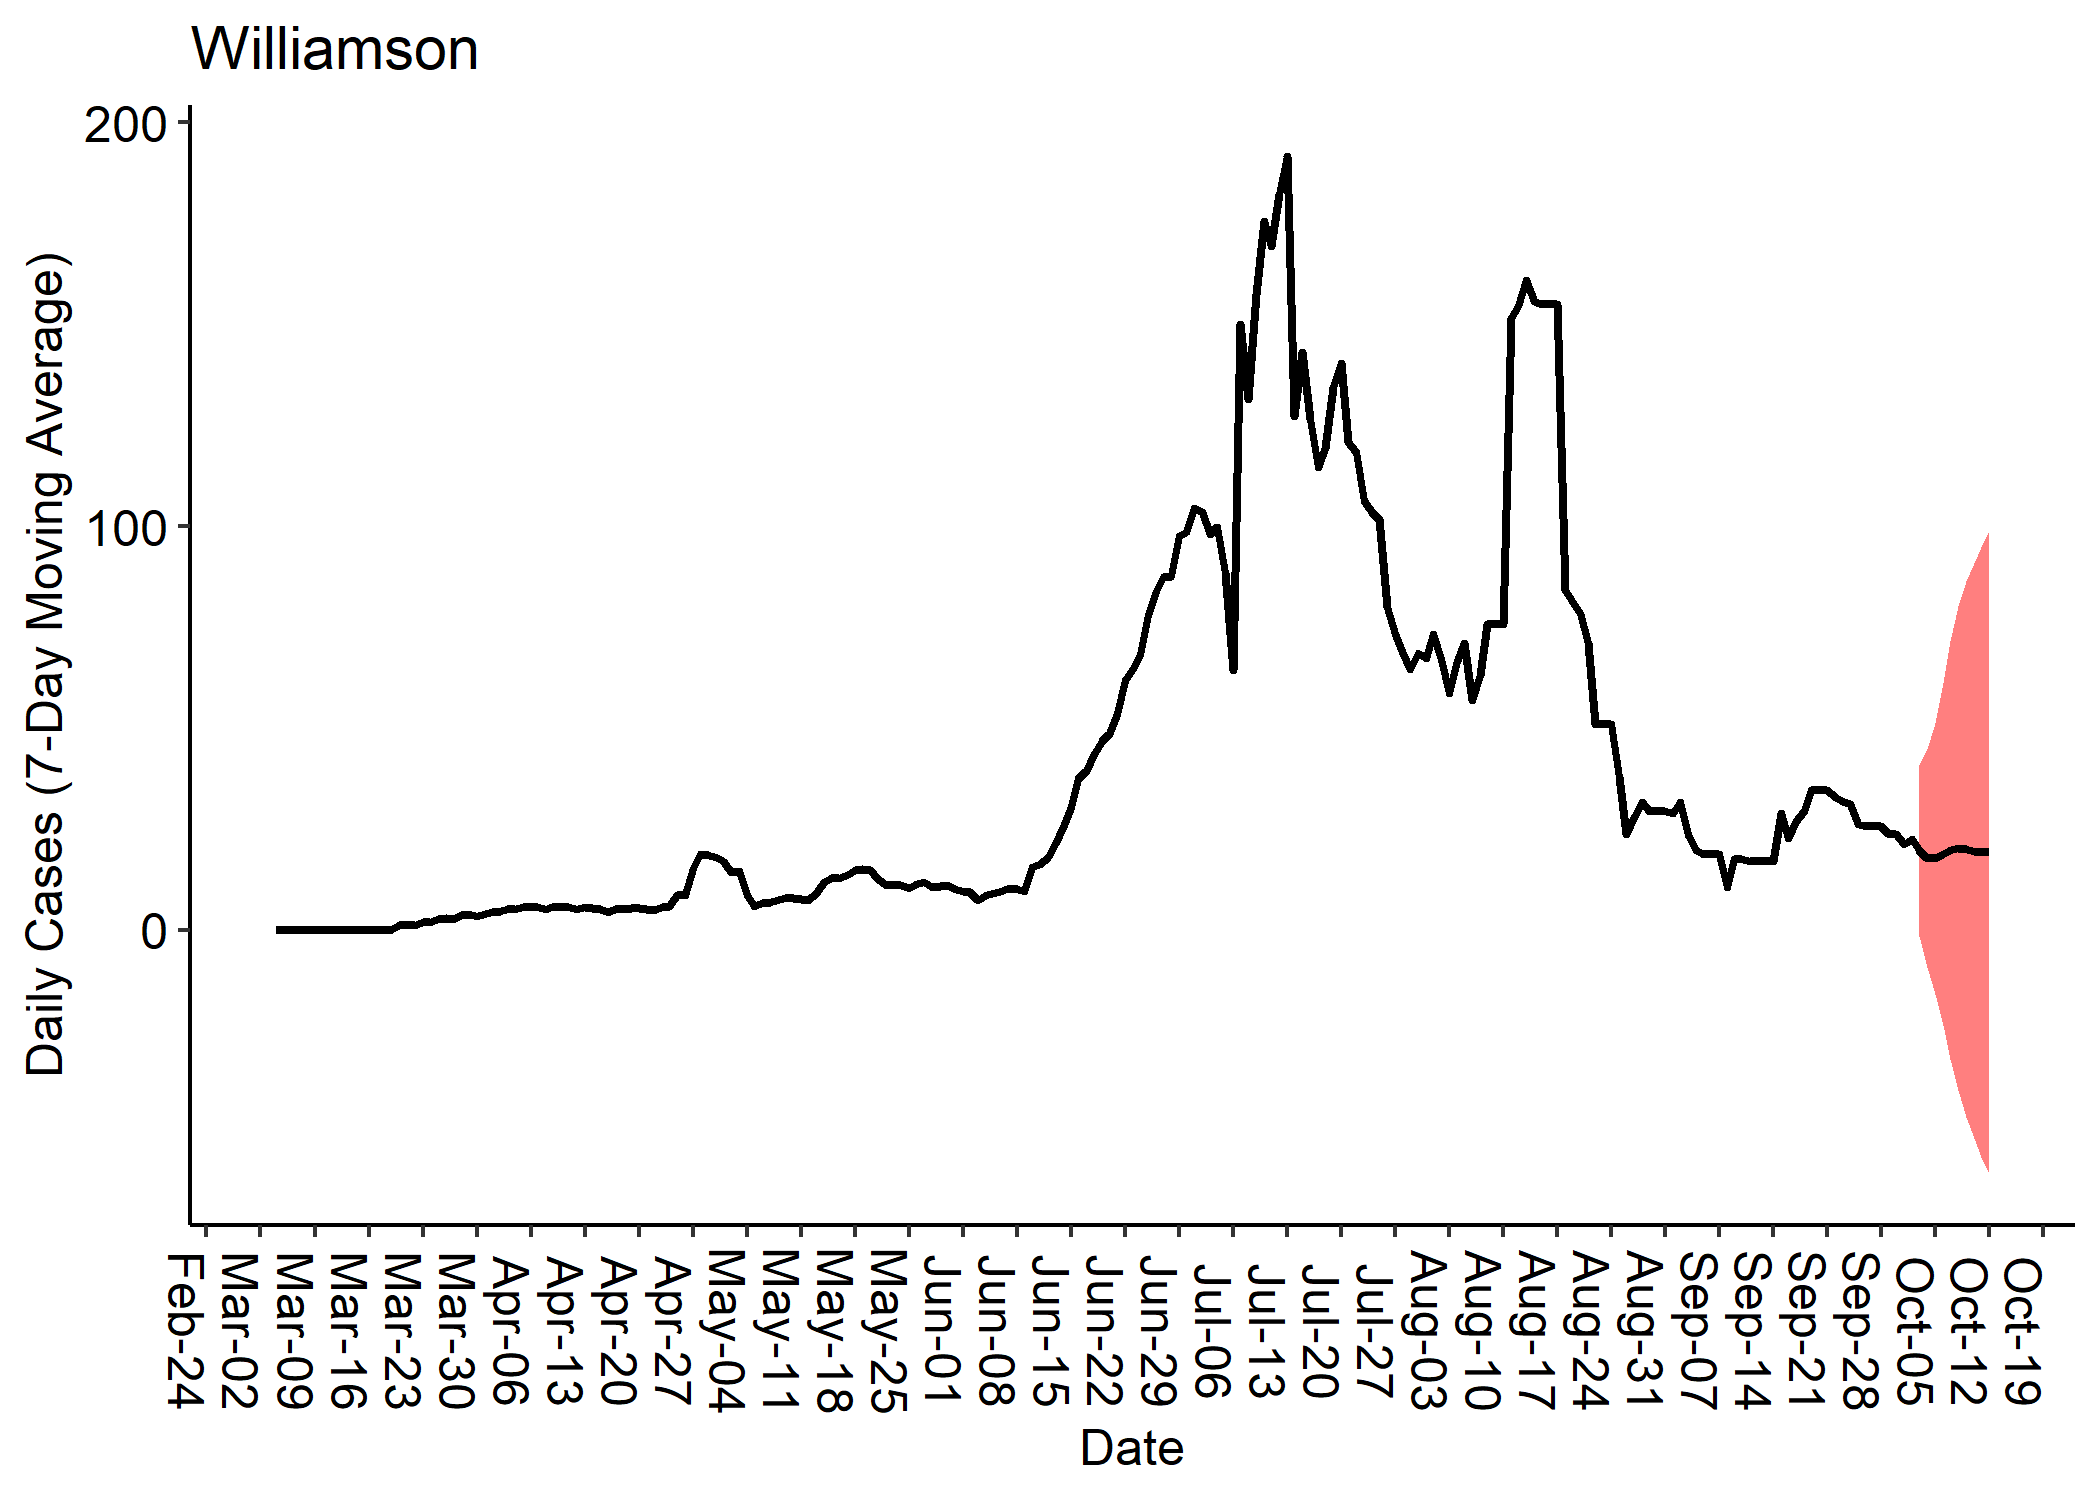 Williamson
Daily Cases (7-Day Moving Average)
200
100
0
Feb-24
Mar-02
Mar-09
Mar-16
Mar-23
Mar-30
Apr-06
Apr-13
Apr-20
Apr-27
May-04
May-11
May-18
May-25
Jun-01
Jun-08
Jun-15
Jun-22
Jun-29
Jul-06
Jul-13
Jul-20
Jul-27
Aug-03
Aug-10
Aug-17
Aug-24
Aug-31
Sep-07
Sep-14
Sep-21
Sep-28
Oct-05
Oct-12
Oct-19
Date